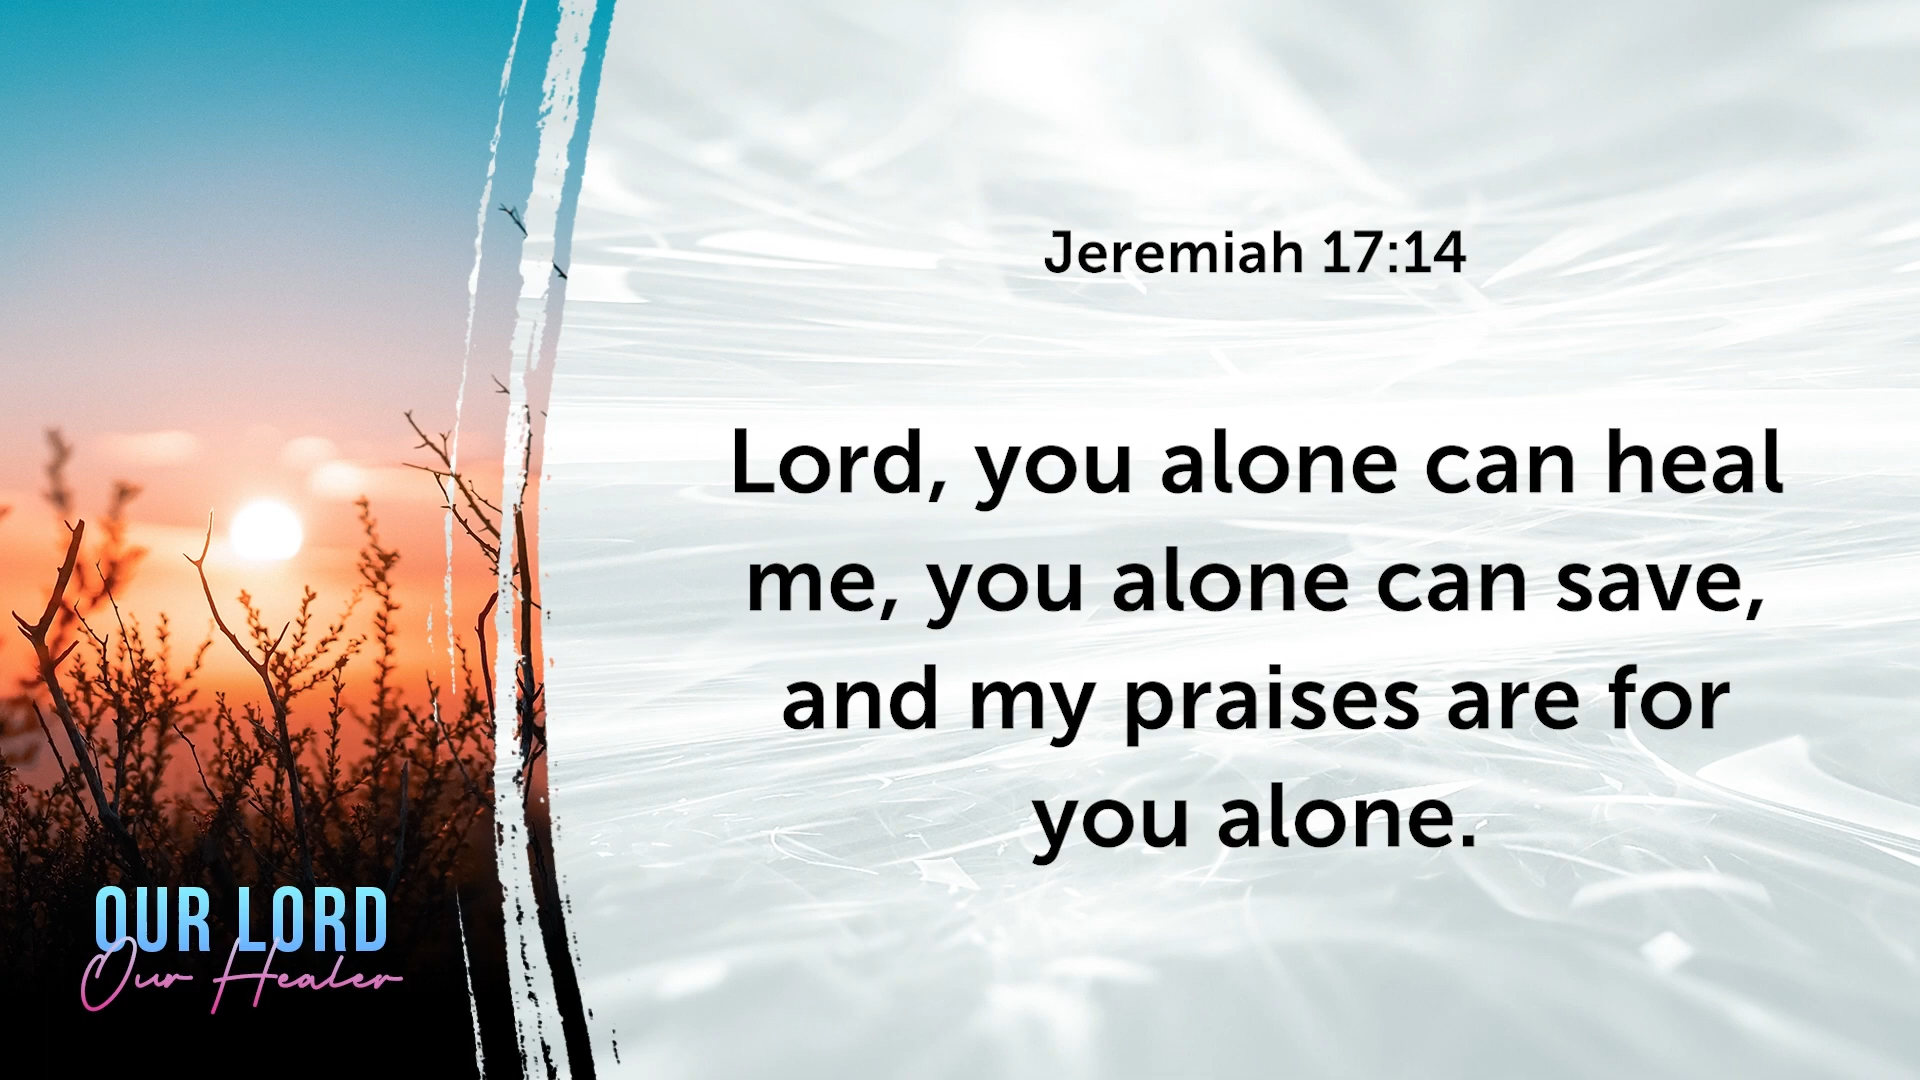 Jeremiah 17:14
Lord, you alone can heal
me, you alone can save,
and my praises are for
you alone.
OUR LORD
Our Healer